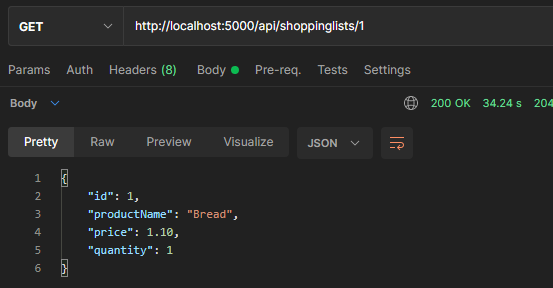 GET http://localhost:5000/api/shoppinglists/1
Params Auth Headers (8) Body Pre-req. Tests Settings
Body 200 OK 34.24 s 204
Pretty Raw Preview Visualize JSON
1 {
2 "id": 1,
3 "productName": "Bread",
4 "price": 1.10,
5 "quantity": 1
6 }